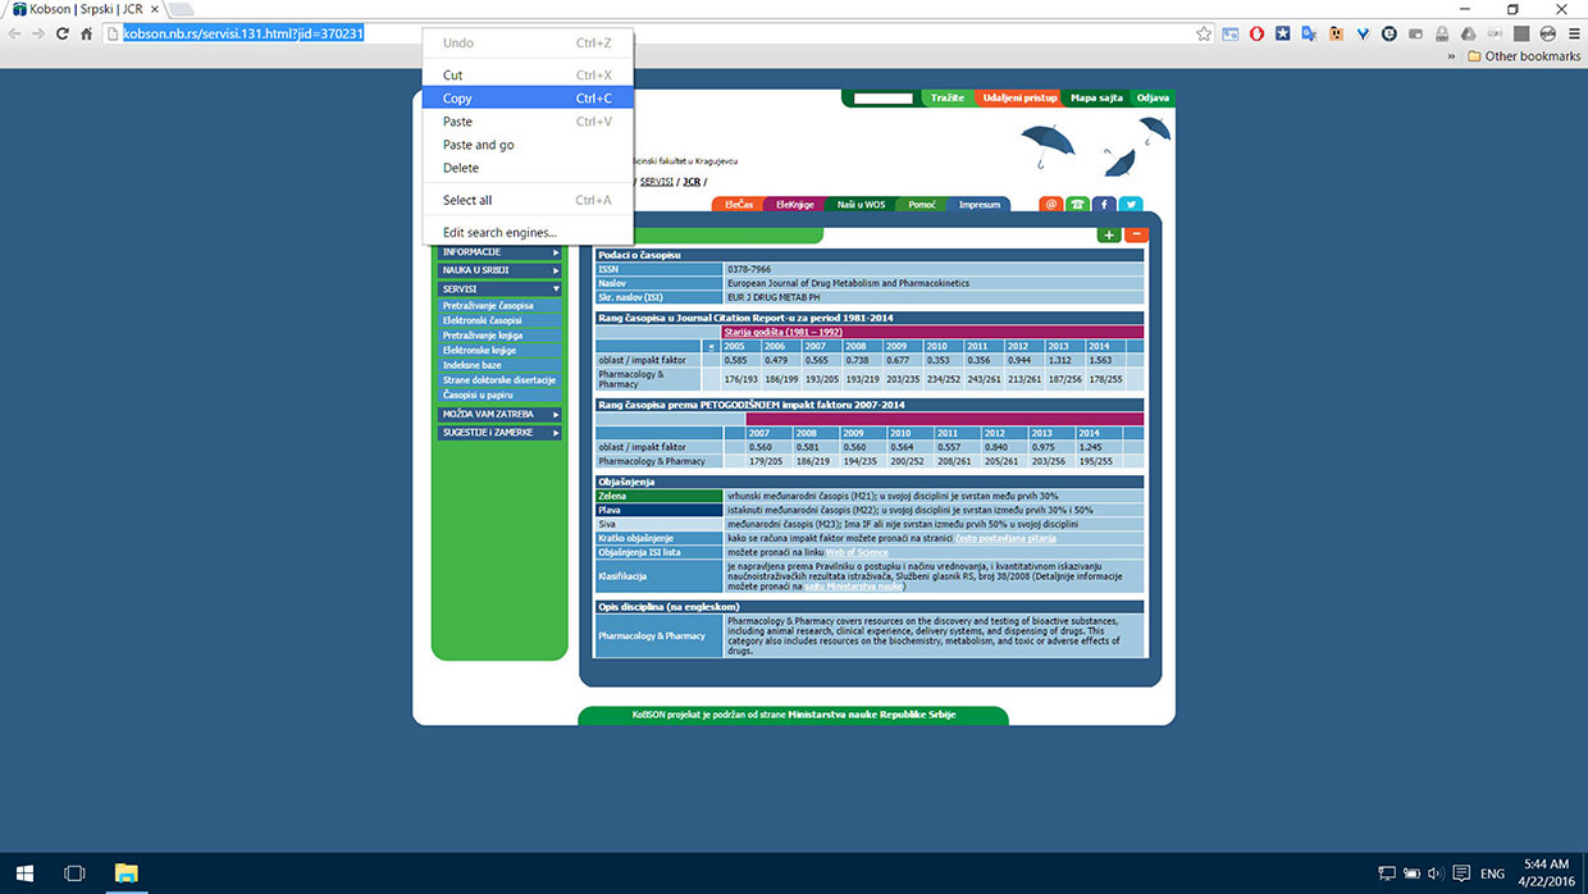 Kobson | Srpski | JCR
kobson.nb.rs/servisi.131.html?jid=370231
Other bookmarks
Undo Ctrl+Z
Cut Ctrl+X
Copy Ctrl+C
Paste Ctrl+V
Paste and go
Delete
Select all Ctrl+A
Edit search engines...
Tražite Udaljeni pristup Mapa sajta Odjava
fakultet u Kragujevcu
/ SERVISI / JCR /
EleČas EleKnjige Naši u WOS Pomoć Impresum
INFORMACIJE
NAUKA U SRBIJI
SERVISI
Pretraživanje časopisa
Elektronski časopisi
Pretraživanje knjiga
Elektronske knjige
Indeksne baze
Strane doktorske disertacije
Časopisi u papiru
MOŽDA VAM ZATREBA
SUGESTIJE i ZAMERKE
Podaci o časopisu
ISSN 0378-7966
Naslov European Journal of Drug Metabolism and Pharmacokinetics
Skr. naslov (ISI) EUR J DRUG METAB PH
Rang časopisa u Journal Citation Report-u za period 1981-2014
Starija godišta (1981 – 1992)
< 2005 2006 2007 2008 2009 2010 2011 2012 2013 2014
oblast / impakt faktor 0.585 0.479 0.565 0.738 0.677 0.353 0.356 0.944 1.312 1.563
Pharmacology & Pharmacy 176/193 186/199 193/205 193/219 203/235 234/252 243/261 213/261 187/256 178/255
Rang časopisa prema PETOGODIŠNJEM impakt faktoru 2007-2014
2007 2008 2009 2010 2011 2012 2013 2014
oblast / impakt faktor 0.560 0.581 0.560 0.564 0.557 0.840 0.975 1.245
Pharmacology & Pharmacy 179/205 186/219 194/235 200/252 208/261 205/261 203/256 195/255
Objašnjenja
Zelena vrhunski međunarodni časopis (M21); u svojoj disciplini je svrstan među prvih 30%
Plava istaknuti međunarodni časopis (M22); u svojoj disciplini je svrstan između prvih 30% i 50%
Siva međunarodni časopis (M23); Ima IF ali nije svrstan između prvih 50% u svojoj disciplini
Kratko objašnjenje kako se računa impakt faktor možete pronaći na stranici često postavljana pitanja
Objašnjenja ISI lista možete pronaći na linku Web of Science
Klasifikacija je napravljena prema Pravilniku o postupku i načinu vrednovanja, i kvantitativnom iskazivanju
naučnoistraživačkih rezultata istraživača, Službeni glasnik RS, broj 38/2008 (Detaljnije informacije
možete pronaći na sajtu Ministarstva nauke)
Opis disciplina (na engleskom)
Pharmacology & Pharmacy Pharmacology & Pharmacy covers resources on the discovery and testing of bioactive substances,
including animal research, clinical experience, delivery systems, and dispensing of drugs. This
category also includes resources on the biochemistry, metabolism, and toxic or adverse effects of
drugs.
KoBSON projekat je podržan od strane Ministarstva nauke Republike Srbije
ENG
5:44 AM
4/22/2016